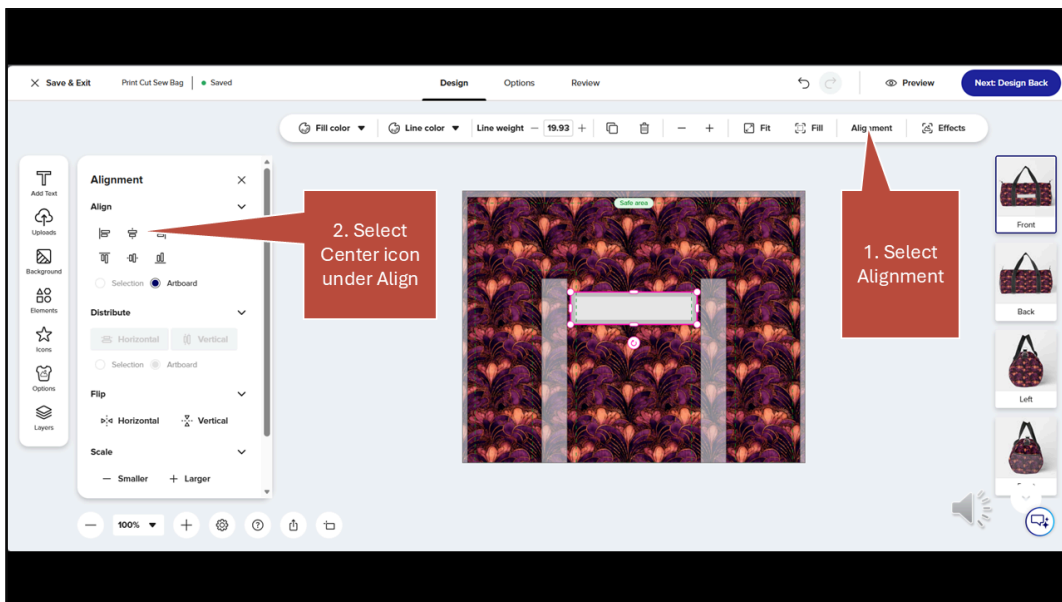 Save & Exit
Print Cut Sew Bag
Saved
Design
Options
Review
Preview
Next: Design Back
Fill color
Line color
Line weight
19.93
Fit
Fill
Alignment
Effects
Add Text
Uploads
Background
Elements
Icons
Options
Layers
Alignment
Align
Selection
Artboard
Distribute
Horizontal
Vertical
Selection
Artboard
Flip
Horizontal
Vertical
Scale
Smaller
Larger
2. Select
Center icon
under Align
Safe area
1. Select
Alignment
Front
Back
Left
100%